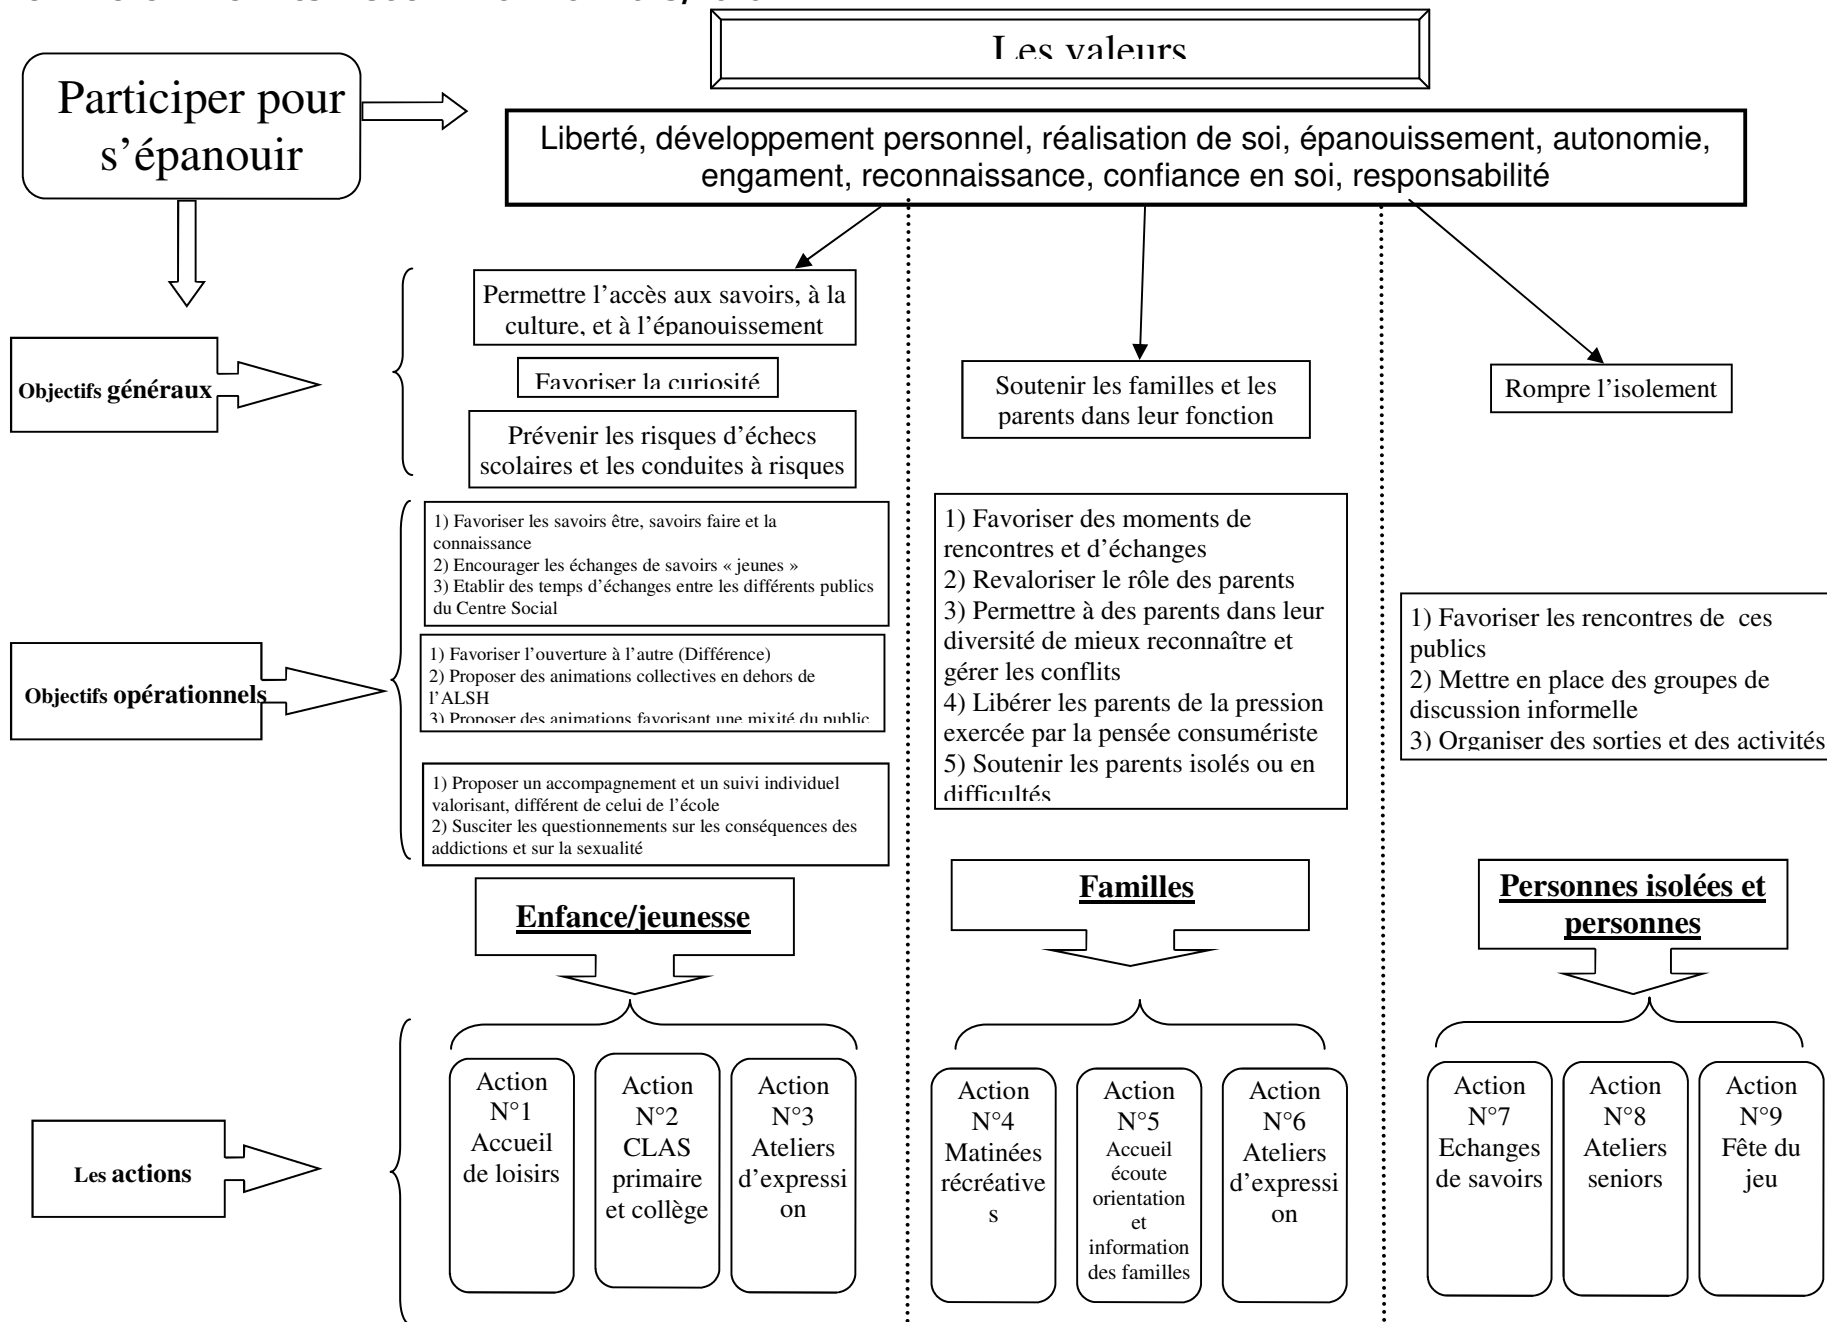 Les valeurs
Participer pour
s’épanouir
Liberté, développement personnel, réalisation de soi, épanouissement, autonomie,
engament, reconnaissance, confiance en soi, responsabilité
Objectifs généraux
Permettre l’accès aux savoirs, à la
culture, et à l’épanouissement
Favoriser la curiosité
Prévenir les risques d’échecs
scolaires et les conduites à risques
Soutenir les familles et les
parents dans leur fonction
Rompre l’isolement
Objectifs opérationnels
1) Favoriser les savoirs être, savoirs faire et la
connaissance
2) Encourager les échanges de savoirs « jeunes »
3) Etablir des temps d’échanges entre les différents publics
du Centre Social
1) Favoriser l’ouverture à l’autre (Différence)
2) Proposer des animations collectives en dehors de
l’ALSH
3) Proposer des animations favorisant une mixité du public
1) Proposer un accompagnement et un suivi individuel
valorisant, différent de celui de l’école
2) Susciter les questionnements sur les conséquences des
addictions et sur la sexualité
1) Favoriser des moments de
rencontres et d’échanges
2) Revaloriser le rôle des parents
3) Permettre à des parents dans leur
diversité de mieux reconnaître et
gérer les conflits
4) Libérer les parents de la pression
exercée par la pensée consumériste
5) Soutenir les parents isolés ou en
difficultés
1) Favoriser les rencontres de ces
publics
2) Mettre en place des groupes de
discussion informelle
3) Organiser des sorties et des activités
Enfance/jeunesse
Familles
Personnes isolées et
personnes
Les actions
Action
N°1
Accueil
de loisirs
Action
N°2
CLAS
primaire
et collège
Action
N°3
Ateliers
d’expressi
on
Action
N°4
Matinées
récréative
s
Action
N°5
Accueil
écoute
orientation
et
information
des familles
Action
N°6
Ateliers
d’expressi
on
Action
N°7
Echanges
de savoirs
Action
N°8
Ateliers
seniors
Action
N°9
Fête du
jeu